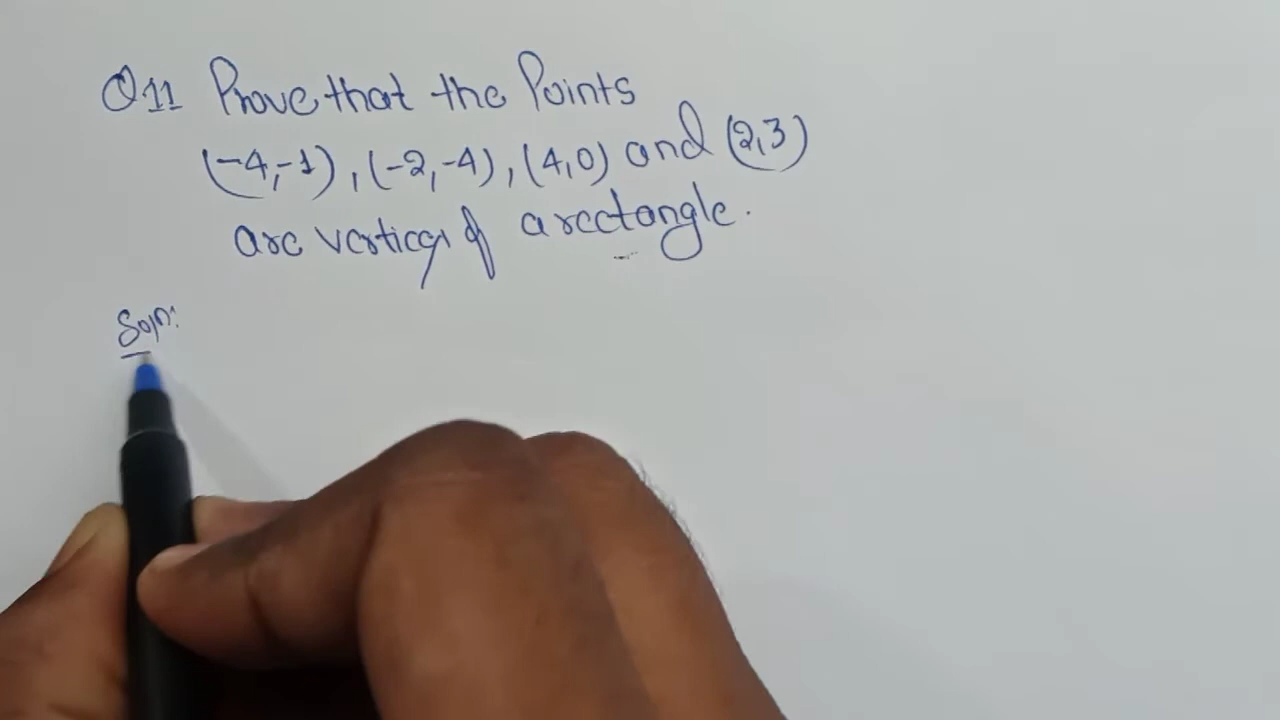 Q11 Prove that the Points
(-4,-1), (-2,-4), (4,0) and (2,3)
are vertices of a rectangle.
Soln: